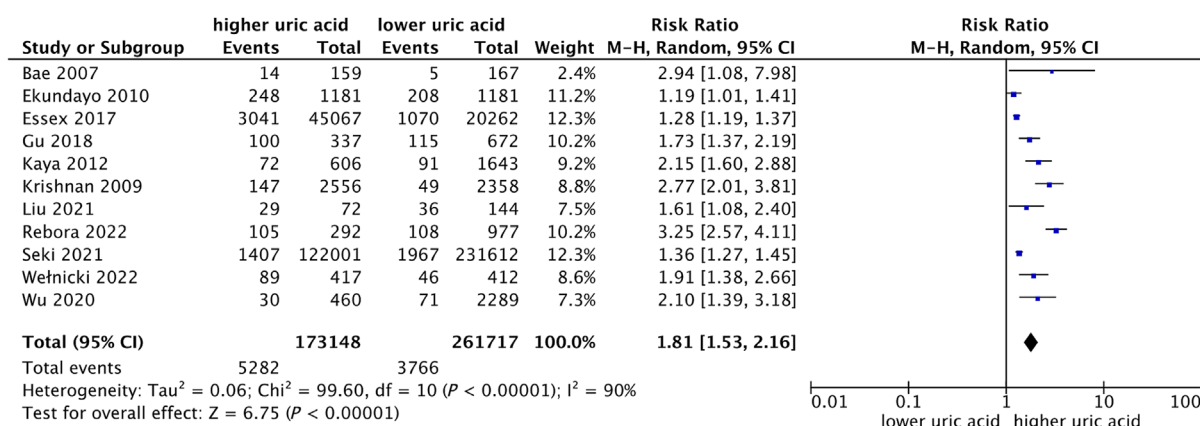 higher uric acid lower uric acid Risk Ratio Risk Ratio
Study or Subgroup Events Total Events Total Weight M-H, Random, 95% CI M-H, Random, 95% CI
Bae 2007 14 159 5 167 2.4% 2.94 [1.08, 7.98]
Ekundayo 2010 248 1181 208 1181 11.2% 1.19 [1.01, 1.41]
Essex 2017 3041 45067 1070 20262 12.3% 1.28 [1.19, 1.37]
Gu 2018 100 337 115 672 10.2% 1.73 [1.37, 2.19]
Kaya 2012 72 606 91 1643 9.2% 2.15 [1.60, 2.88]
Krishnan 2009 147 2556 49 2358 8.8% 2.77 [2.01, 3.81]
Liu 2021 29 72 36 144 7.5% 1.61 [1.08, 2.40]
Rebora 2022 105 292 108 977 10.2% 3.25 [2.57, 4.11]
Seki 2021 1407 122001 1967 231612 12.3% 1.36 [1.27, 1.45]
Wełnicki 2022 89 417 46 412 8.6% 1.91 [1.38, 2.66]
Wu 2020 30 460 71 2289 7.3% 2.10 [1.39, 3.18]
Total (95% CI) 173148 261717 100.0% 1.81 [1.53, 2.16]
Total events 5282 3766
Heterogeneity: Tau² = 0.06; Chi² = 99.60, df = 10 (P < 0.00001); I² = 90%
Test for overall effect: Z = 6.75 (P < 0.00001)
0.01 0.1 1 10 100
lower uric acid higher uric acid